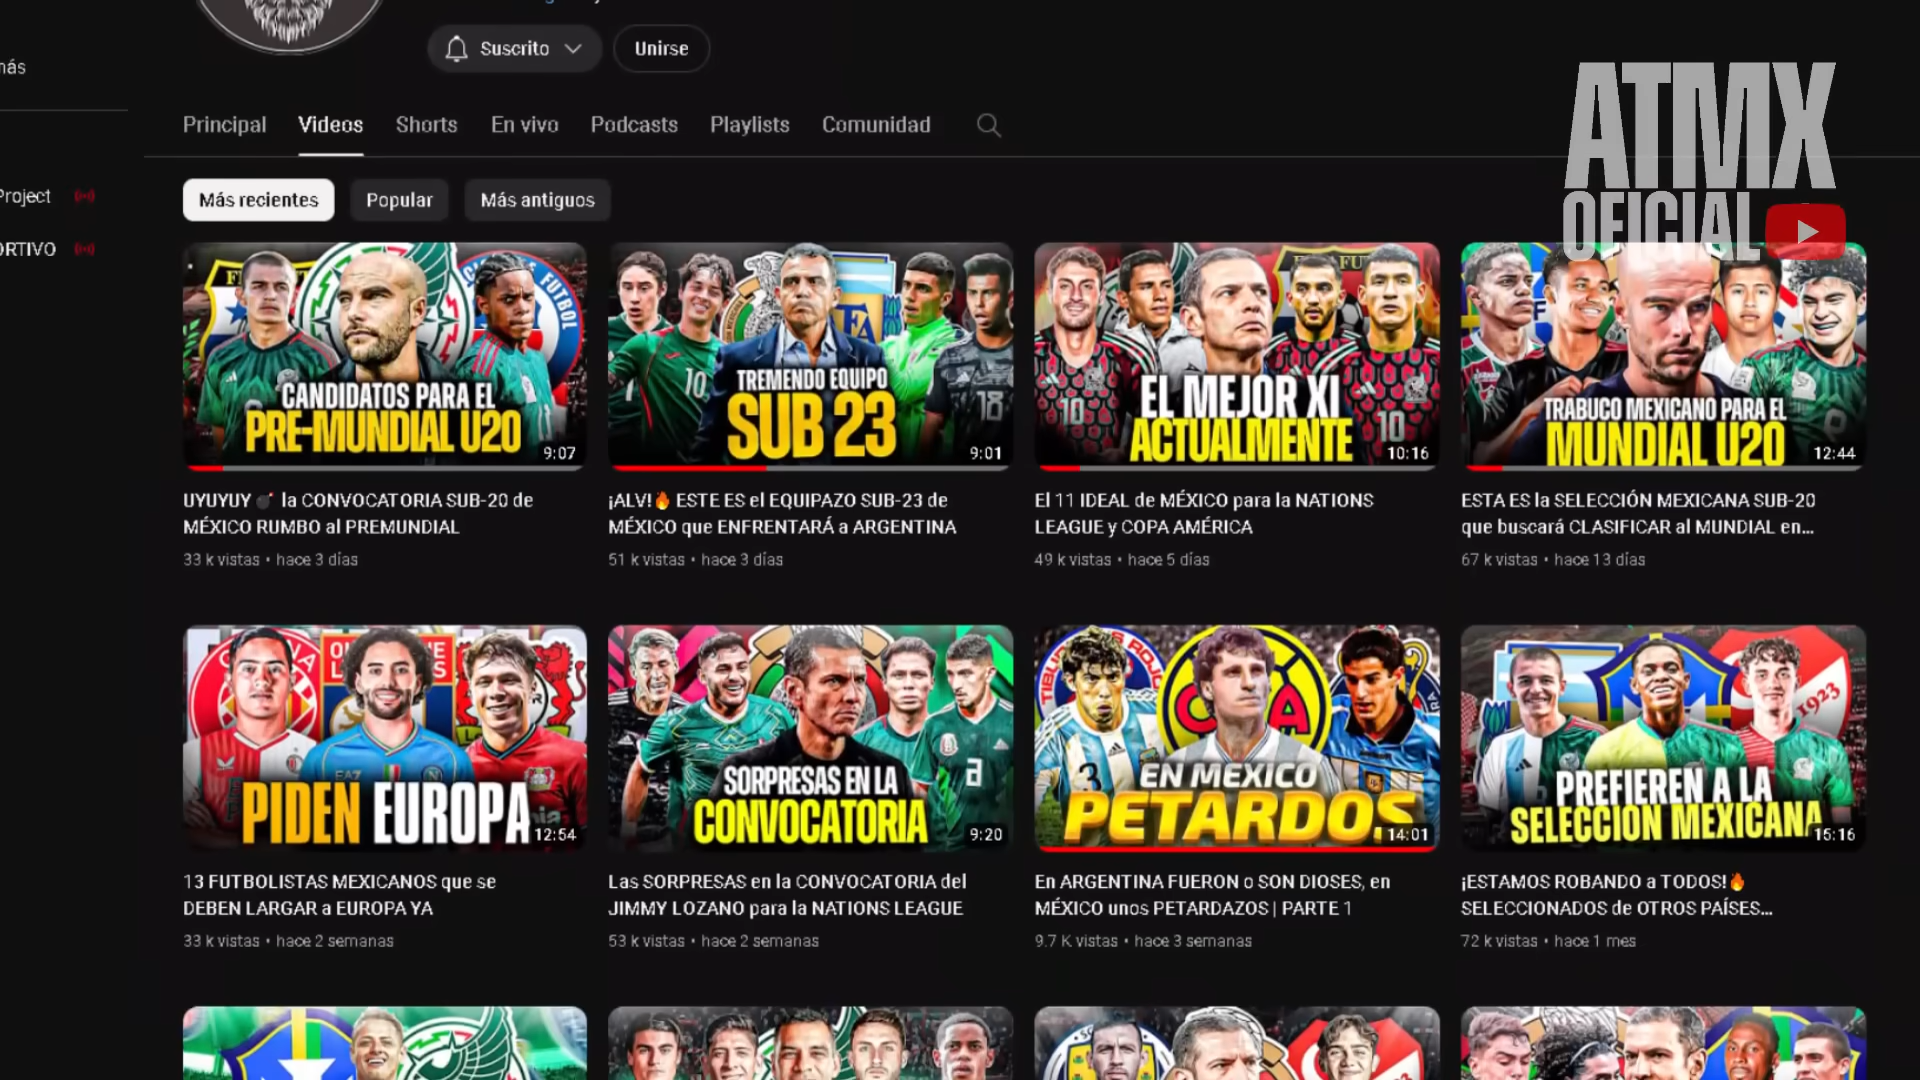 Suscrito
Unirse
más
Principal
Videos
Shorts
En vivo
Podcasts
Playlists
Comunidad
ATMX
OFICIAL
Project
ORTIVO
Más recientes
Popular
Más antiguos
CANDIDATOS PARA EL
PRE-MUNDIAL U20
9:07
TREMENDO EQUIPO
SUB 23
9:01
10
18
EL MEJOR XI
ACTUALMENTE
10
10
10:16
TRABUCO MEXICANO PARA EL
MUNDIAL U20
12:44
UYUYUY💣 la CONVOCATORIA SUB-20 de
MÉXICO RUMBO al PREMUNDIAL
33 k vistas • hace 3 días
¡ALV!🔥 ESTE ES el EQUIPAZO SUB-23 de
MÉXICO que ENFRENTARÁ a ARGENTINA
51 k vistas • hace 3 días
El 11 IDEAL de MÉXICO para la NATIONS
LEAGUE y COPA AMÉRICA
49 k vistas • hace 5 días
ESTA ES la SELECCIÓN MEXICANA SUB-20
que buscará CLASIFICAR al MUNDIAL en...
67 k vistas • hace 13 días
PIDEN EUROPA
12:54
SORPRESAS EN LA
CONVOCATORIA
9:20
EN MEXICO
PETARDOS
14:01
1923
PREFIEREN A LA
SELECCION MEXICANA
15:16
13 FUTBOLISTAS MEXICANOS que se
DEBEN LARGAR a EUROPA YA
33 k vistas • hace 2 semanas
Las SORPRESAS en la CONVOCATORIA del
JIMMY LOZANO para la NATIONS LEAGUE
53 k vistas • hace 2 semanas
En ARGENTINA FUERON o SON DIOSES, en
MÉXICO unos PETARDAZOS | PARTE 1
9.7 K vistas • hace 3 semanas
¡ESTAMOS ROBANDO a TODOS!🔥
SELECCIONADOS de OTROS PAÍSES...
72 k vistas • hace 1 mes